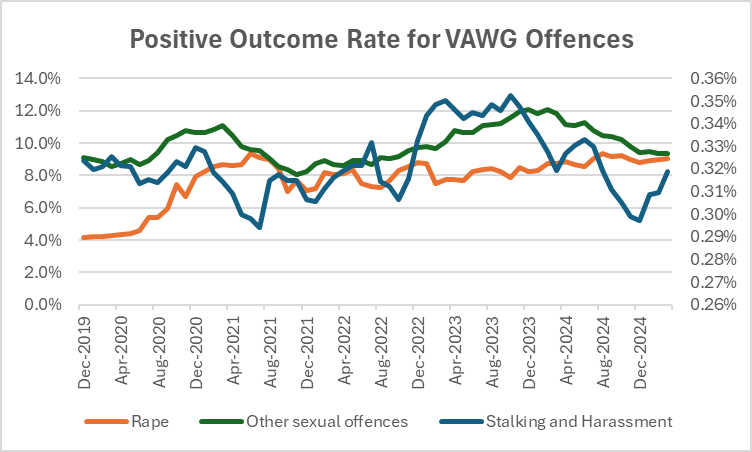 Positive Outcome Rate for VAWG Offences
14.0%
12.0%
10.0%
8.0%
6.0%
4.0%
2.0%
0.0%
0.36%
0.35%
0.34%
0.33%
0.32%
0.31%
0.30%
0.29%
0.28%
0.27%
0.26%
Dec-2019
Apr-2020
Aug-2020
Dec-2020
Apr-2021
Aug-2021
Dec-2021
Apr-2022
Aug-2022
Dec-2022
Apr-2023
Aug-2023
Dec-2023
Apr-2024
Aug-2024
Dec-2024
Rape
Other sexual offences
Stalking and Harassment